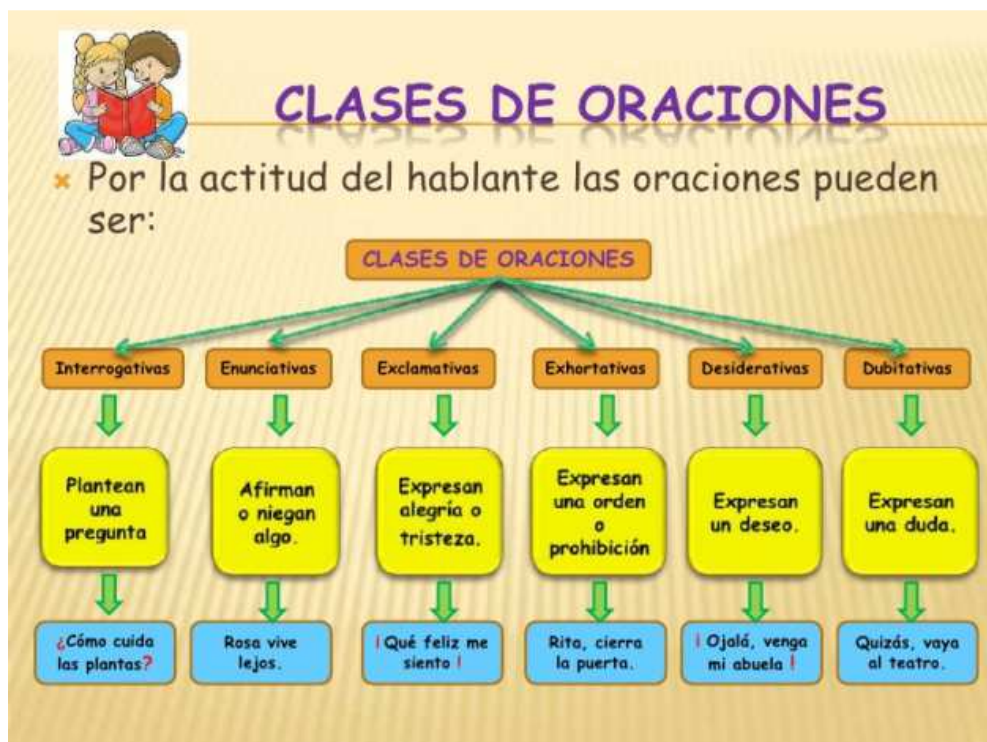 CLASES DE ORACIONES
Por la actitud del hablante las oraciones pueden
ser:
CLASES DE ORACIONES
Interrogativas
Enunciativas
Exclamativas
Exhortativas
Desiderativas
Dubitativas
Plantean
una
pregunta
Afirman
o niegan
algo.
Expresan
alegría o
tristeza.
Expresan
una orden
o
prohibición
Expresan
un deseo.
Expresan
una duda.
¿Cómo cuida
las plantas?
Rosa vive
lejos.
¡Qué feliz me
siento !
Rita, cierra
la puerta.
¡ Ojalá, venga
mi abuela !
Quizás, vaya
al teatro.